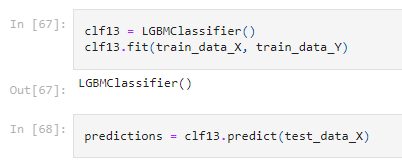 In [67]: clf13 = LGBMClassifier()
clf13.fit(train_data_X, train_data_Y)
Out[67]: LGBMClassifier()
In [68]: predictions = clf13.predict(test_data_X)